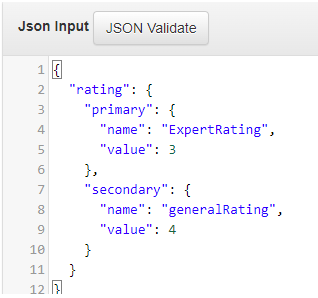 Json Input JSON Validate
1 {
2 "rating": {
3 "primary": {
4 "name": "ExpertRating",
5 "value": 3
6 },
7 "secondary": {
8 "name": "generalRating",
9 "value": 4
10 }
11 }
12 }